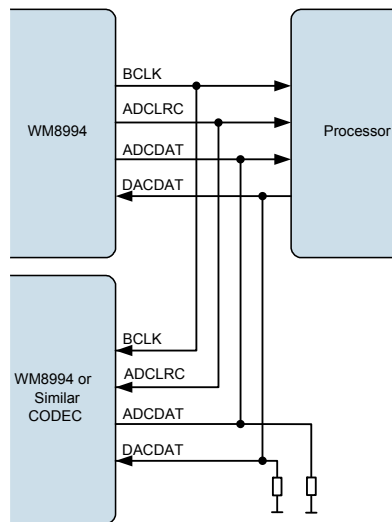 BCLK
ADCLRC
WM8994
Processor
ADCDAT
DACDAT
BCLK
ADCLRC
WM8994 or
Similar
CODEC
ADCDAT
DACDAT